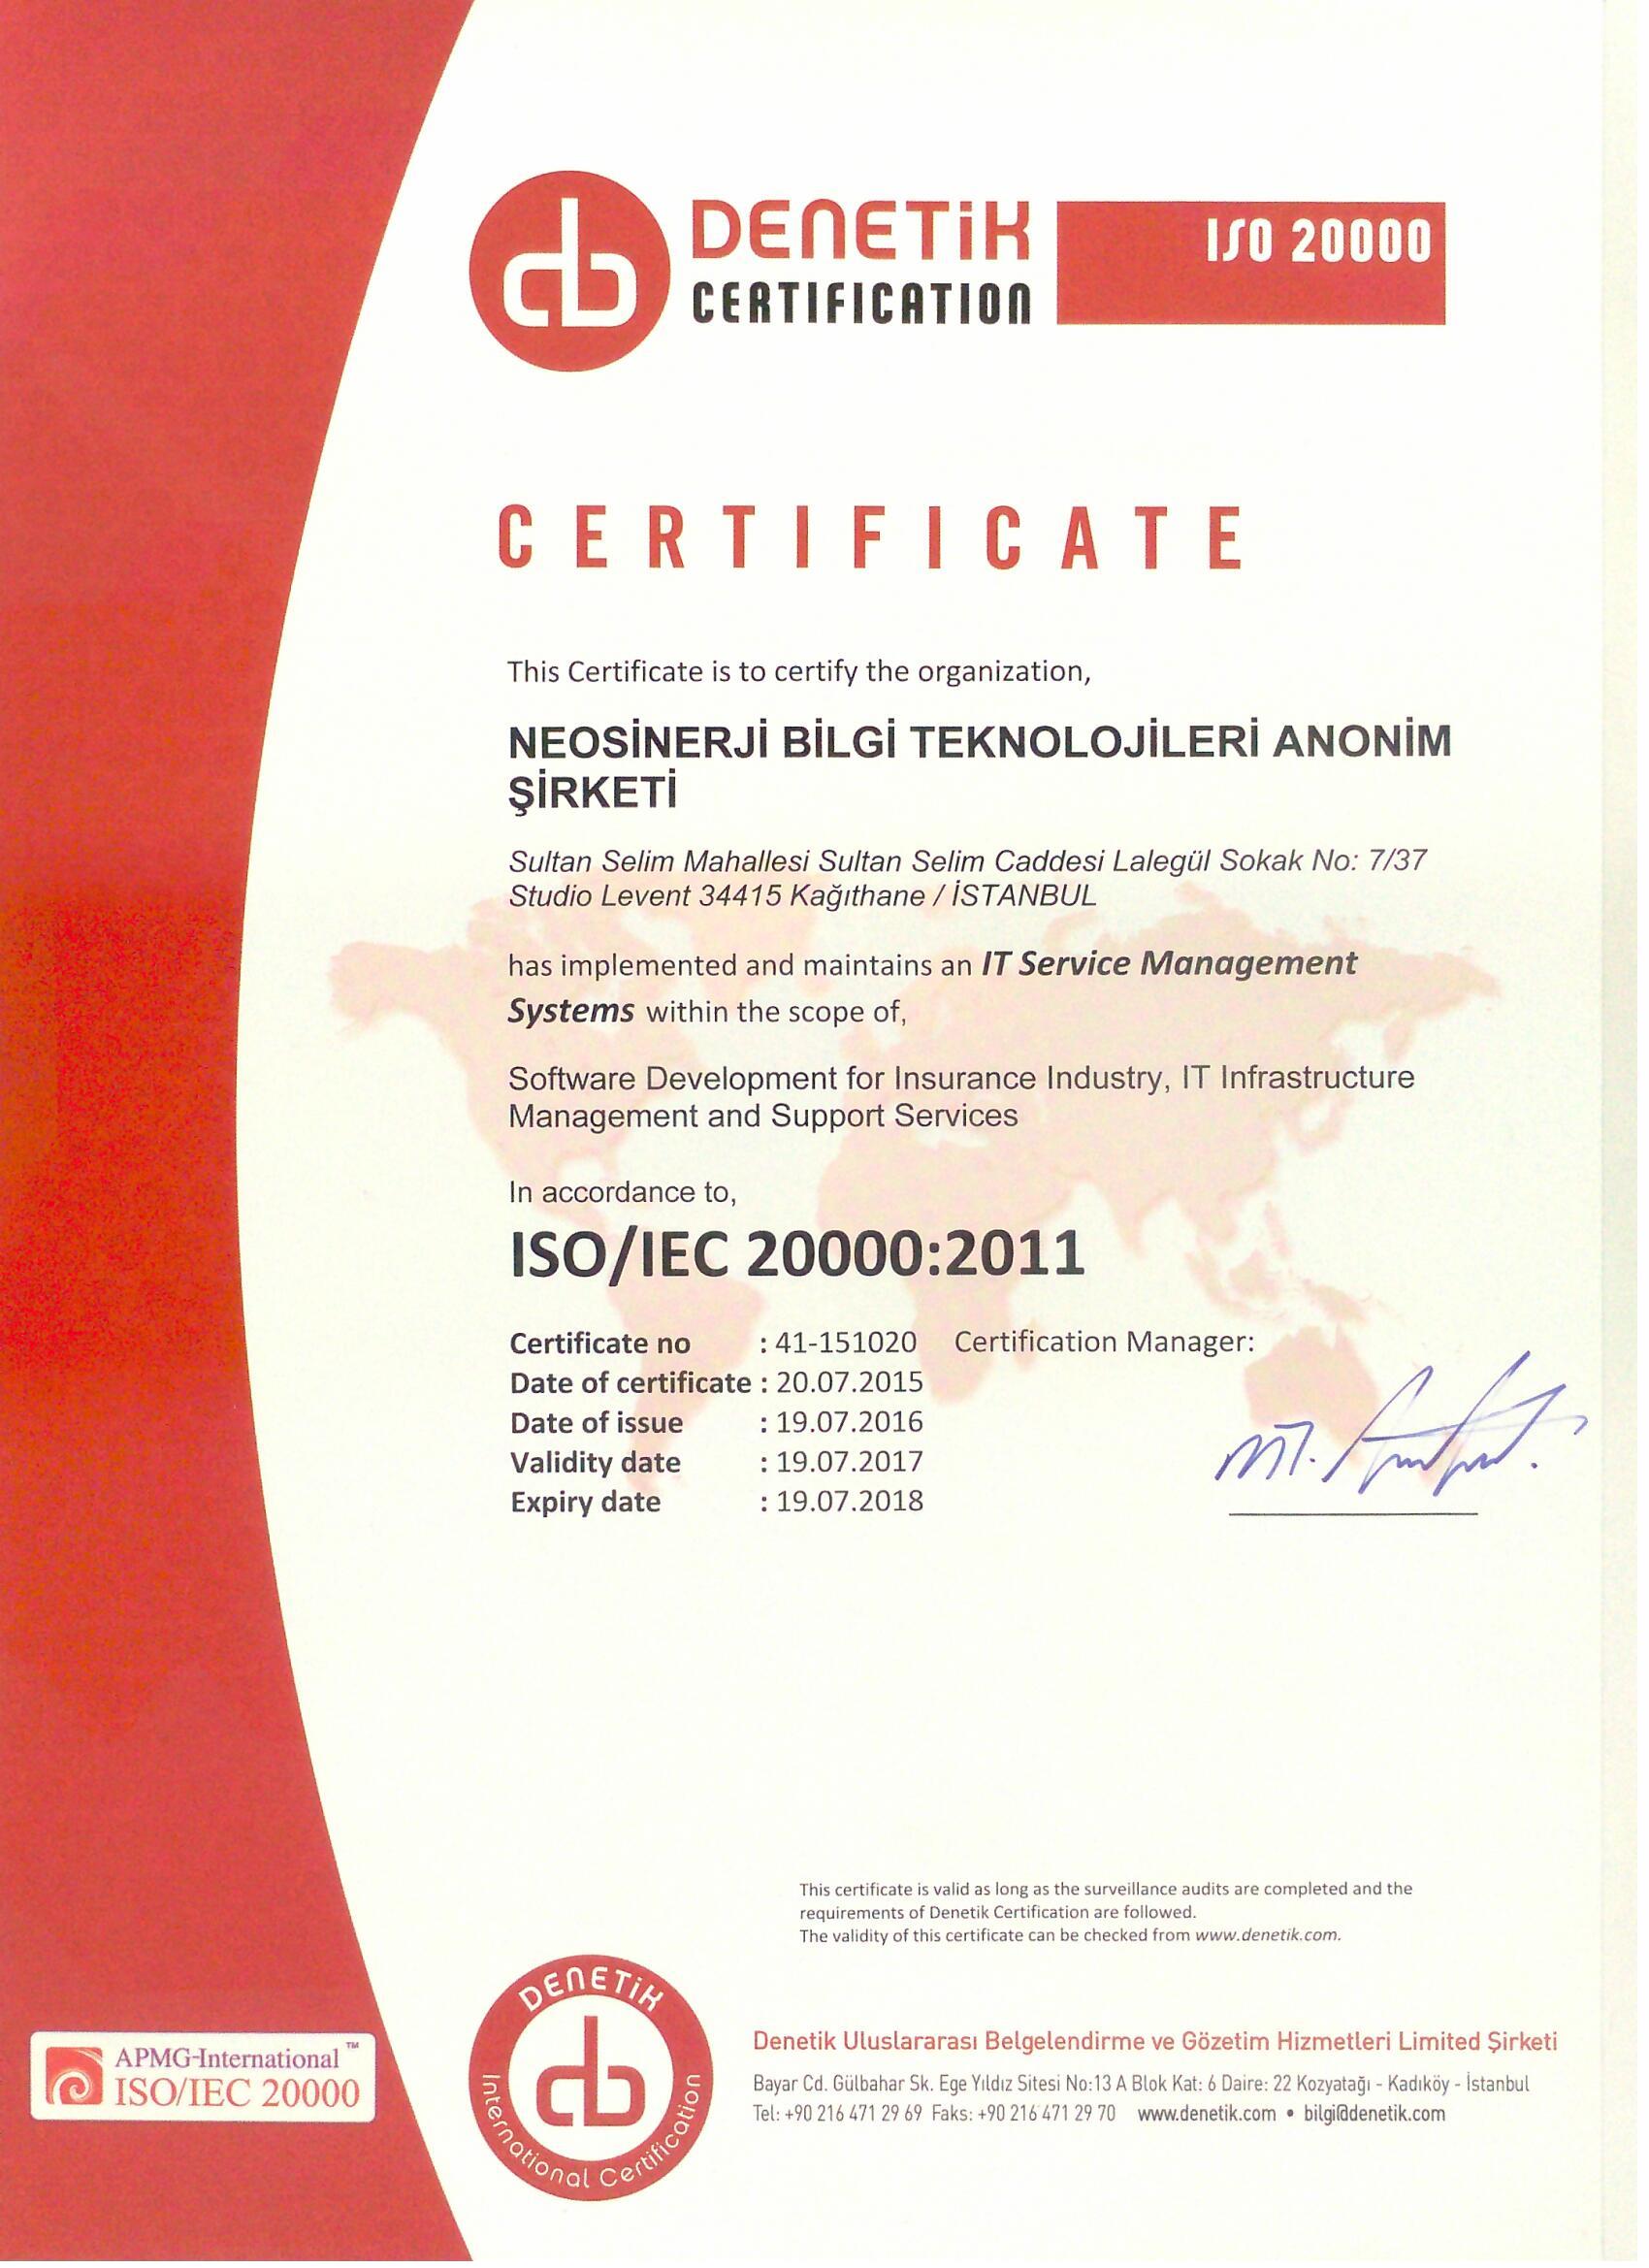 DENETiK
CERTIFICATION
ISO 20000
CERTIFICATE
This Certificate is to certify the organization,
NEOSİNERJİ BİLGİ TEKNOLOJİLERİ ANONİM
ŞİRKETİ
Sultan Selim Mahallesi Sultan Selim Caddesi Lalegül Sokak No: 7/37
Studio Levent 34415 Kağıthane / İSTANBUL
has implemented and maintains an IT Service Management
Systems within the scope of,
Software Development for Insurance Industry, IT Infrastructure
Management and Support Services
In accordance to,
ISO/IEC 20000:2011
Certificate no : 41-151020 Certification Manager:
Date of certificate : 20.07.2015
Date of issue : 19.07.2016
Validity date : 19.07.2017
Expiry date : 19.07.2018
This certificate is valid as long as the surveillance audits are completed and the
requirements of Denetik Certification are followed.
The validity of this certificate can be checked from www.denetik.com.
APMG-International™
ISO/IEC 20000
DENETiK
International Certification
Denetik Uluslararası Belgelendirme ve Gözetim Hizmetleri Limited Şirketi
Bayar Cd. Gülbahar Sk. Ege Yıldız Sitesi No:13 A Blok Kat: 6 Daire: 22 Kozyatağı - Kadıköy - İstanbul
Tel: +90 216 471 29 69 Faks: +90 216 471 29 70 www.denetik.com • bilgi@denetik.com